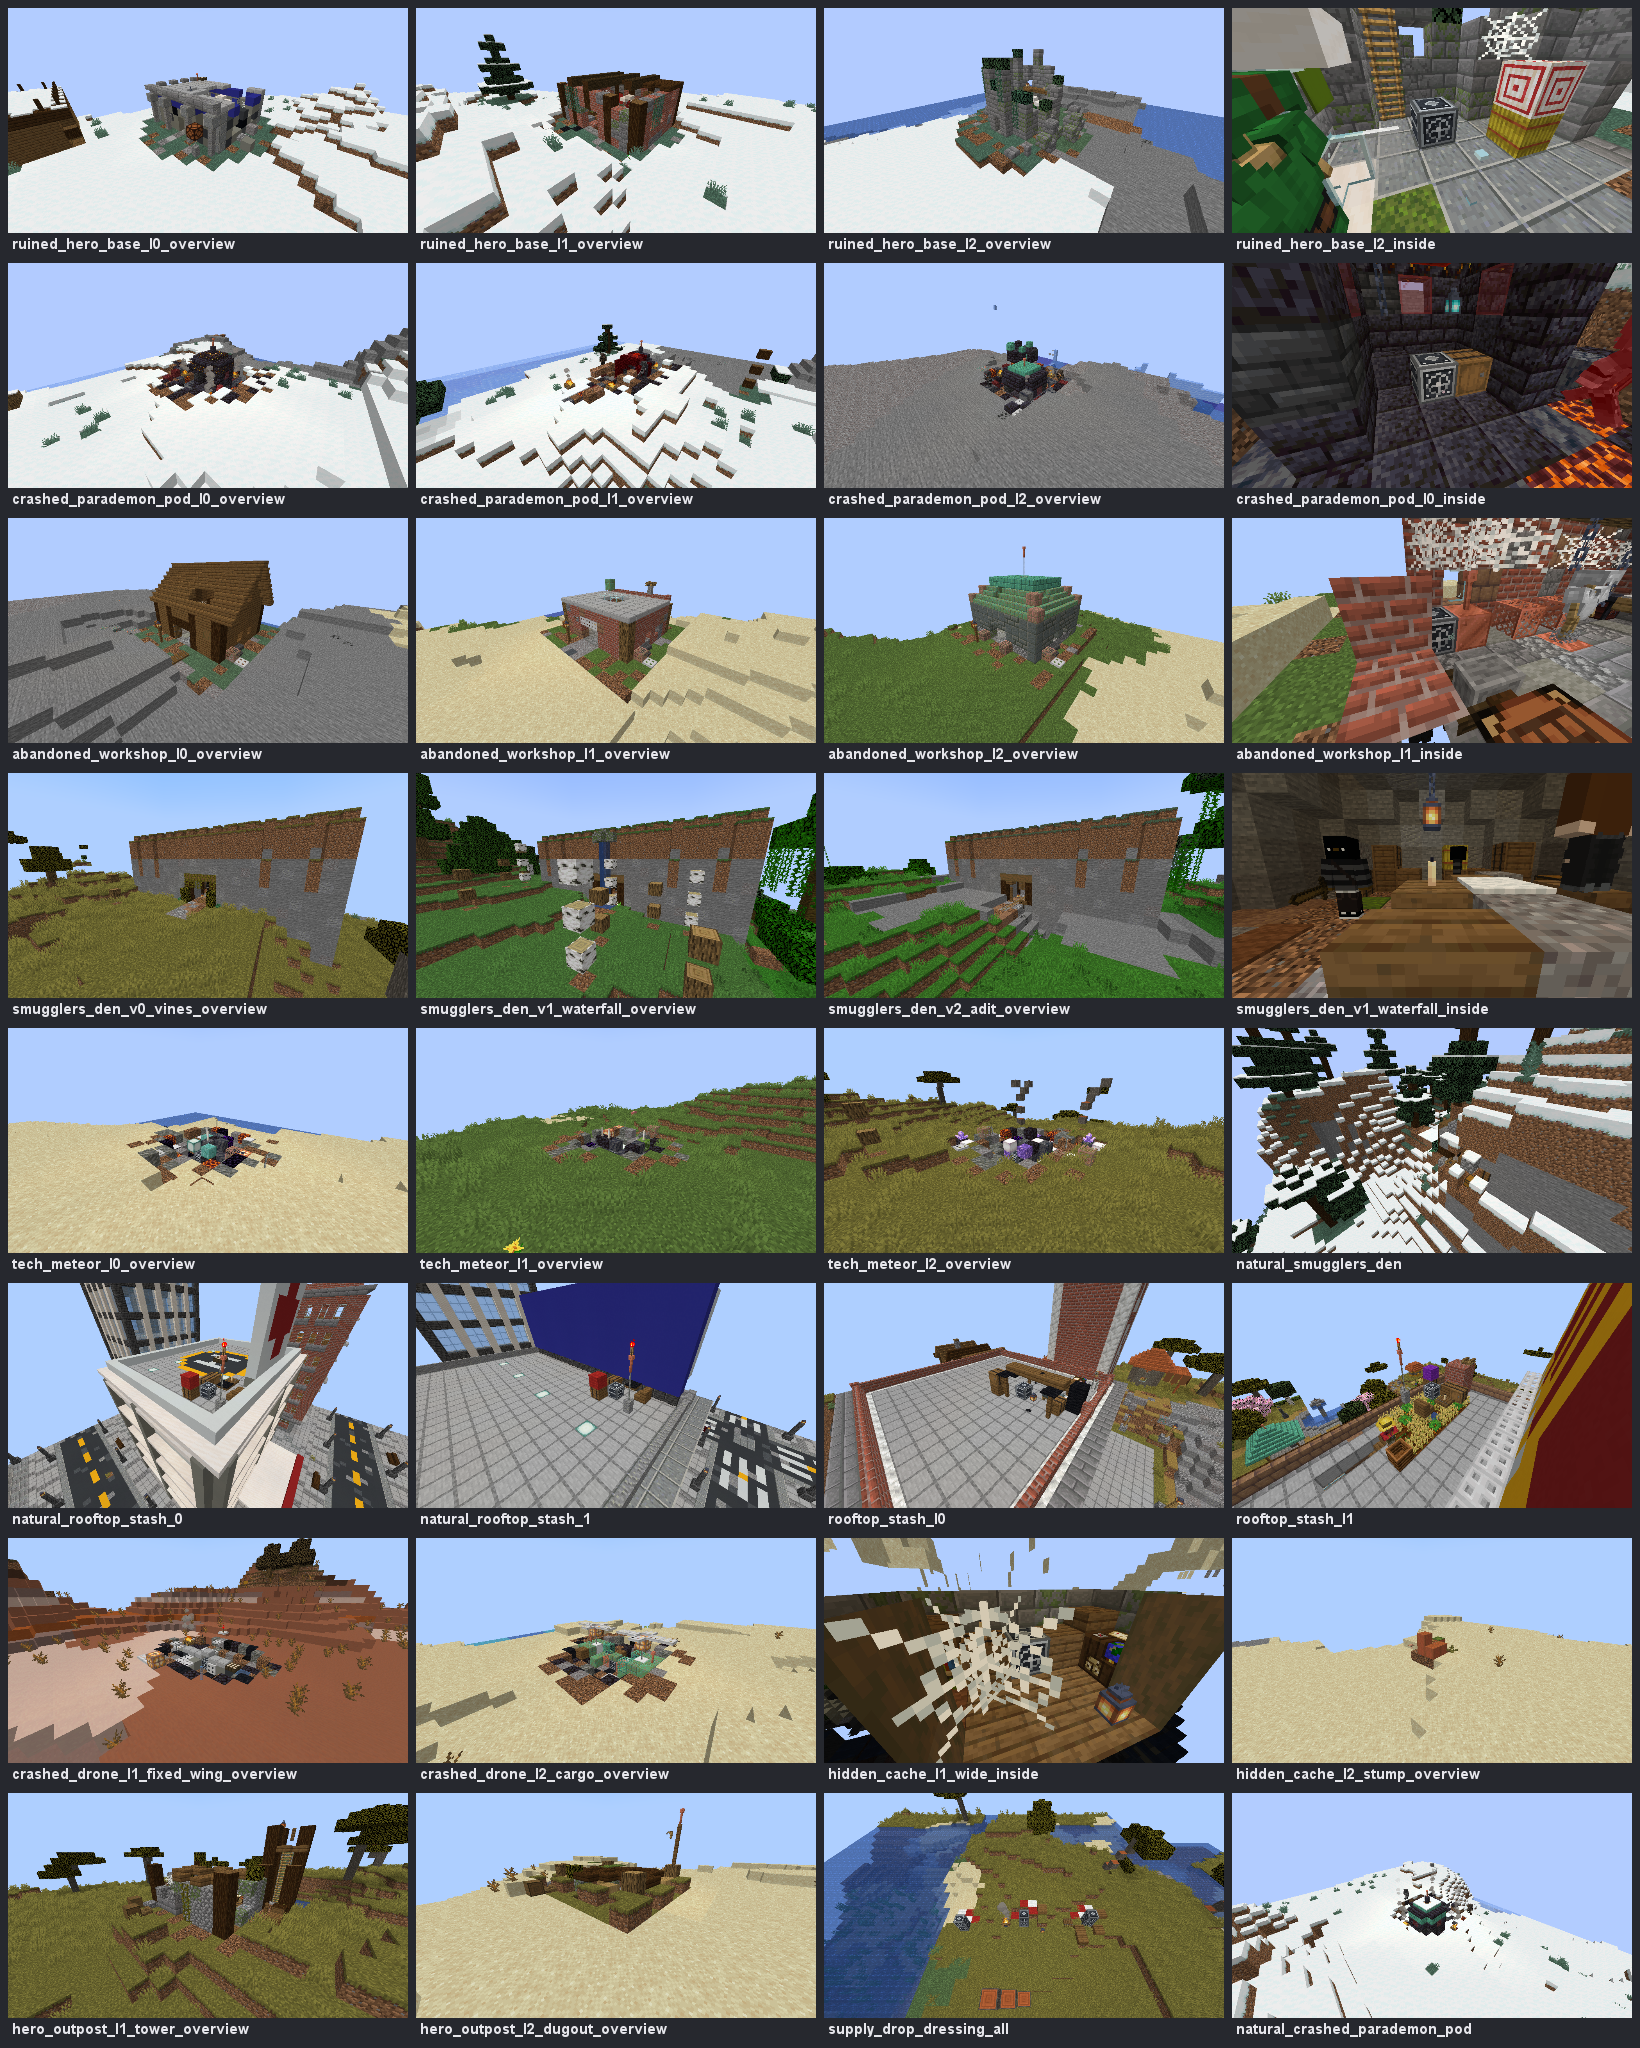 ruined_hero_base_l0_overview
ruined_hero_base_l1_overview
ruined_hero_base_l2_overview
ruined_hero_base_l2_inside
crashed_parademon_pod_l0_overview
crashed_parademon_pod_l1_overview
crashed_parademon_pod_l2_overview
crashed_parademon_pod_l0_inside
abandoned_workshop_l0_overview
abandoned_workshop_l1_overview
abandoned_workshop_l2_overview
abandoned_workshop_l1_inside
smugglers_den_v0_vines_overview
smugglers_den_v1_waterfall_overview
smugglers_den_v2_adit_overview
smugglers_den_v1_waterfall_inside
tech_meteor_l0_overview
tech_meteor_l1_overview
tech_meteor_l2_overview
natural_smugglers_den
natural_rooftop_stash_0
natural_rooftop_stash_1
rooftop_stash_l0
rooftop_stash_l1
crashed_drone_l1_fixed_wing_overview
crashed_drone_l2_cargo_overview
hidden_cache_l1_wide_inside
hidden_cache_l2_stump_overview
hero_outpost_l1_tower_overview
hero_outpost_l2_dugout_overview
supply_drop_dressing_all
natural_crashed_parademon_pod